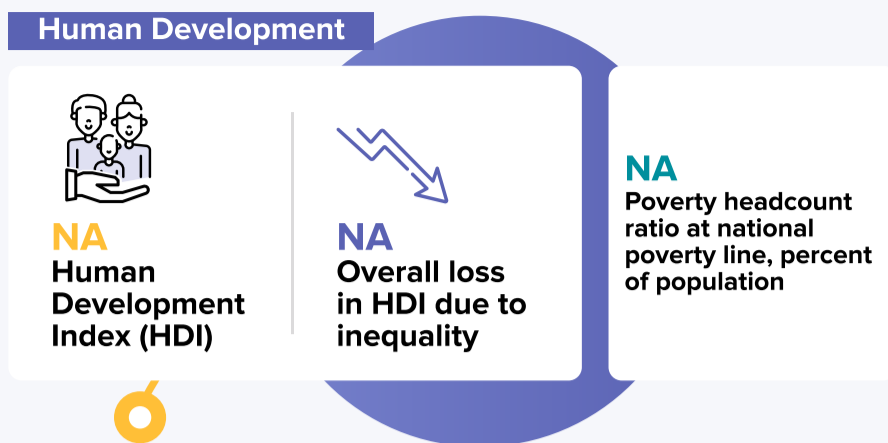 Human Development
NA
Human
Development
Index (HDI)
NA
Overall loss
in HDI due to
inequality
NA
Poverty headcount
ratio at national
poverty line, percent
of population